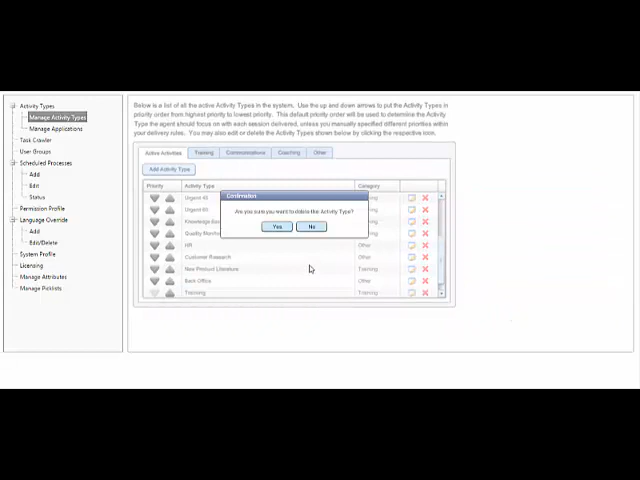 Activity Types
Manage Activity Types
Manage Applications
Task Crawler
User Groups
Scheduled Processes
Add
Edit
Status
Permission Profile
Language Override
Add
Edit/Delete
System Profile
Licensing
Manage Attributes
Manage Picklists
Below is a list of all the active Activity Types in the system. Use the up and down arrows to put the Activity Types in
priority order from highest priority to lowest priority. This default priority order will be used to determine the Activity
Type the agent should focus on with each session delivered, unless you manually specified different priorities within
your delivery rules. You may also edit or delete the Activity Types shown below by clicking the respective icon.
Active Activities Training Communications Coaching Other
Add Activity Type
Priority Activity Type Category
Urgent
Urgent
Confirmation
Are you sure you want to delete the Activity Type?
Yes No
Knowledge
Quality
HR Other
Customer Research Other
New Product Literature Training
Back Office Other
Training Training